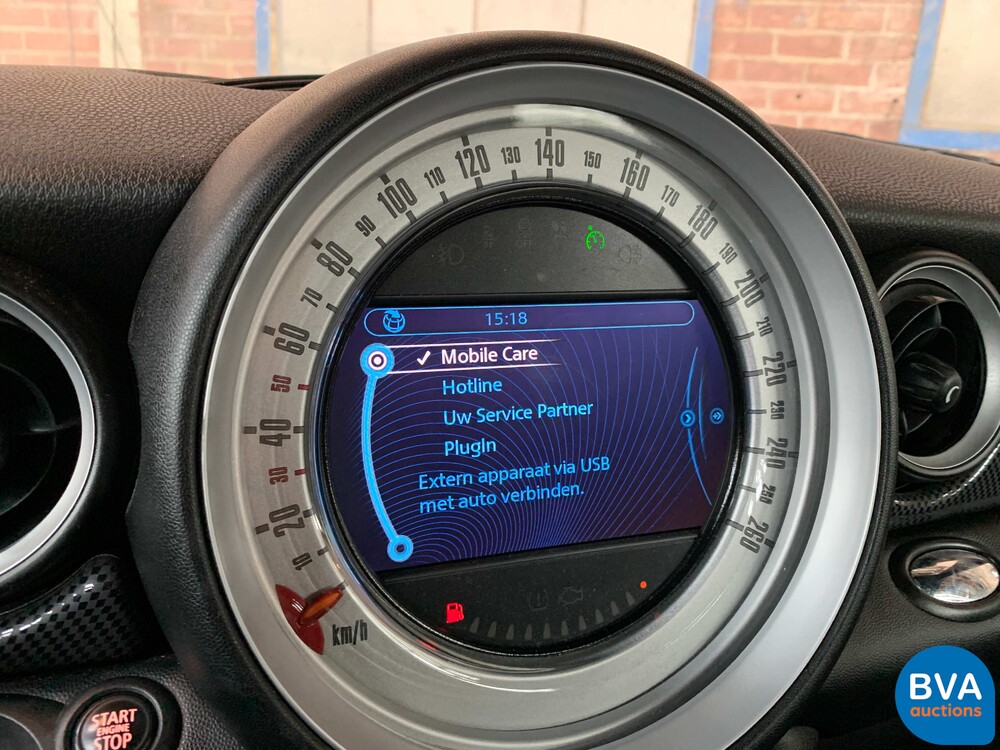 10
20
30
40
50
60
70
80
90
100
110
120
130
140
150
160
170
180
190
200
210
220
230
240
250
260
km/h
OFF
15:18
✓ Mobile Care
Hotline
Uw Service Partner
PlugIn
Extern apparaat via USB
met auto verbinden.
START
ENGINE
STOP
BVA
auctions